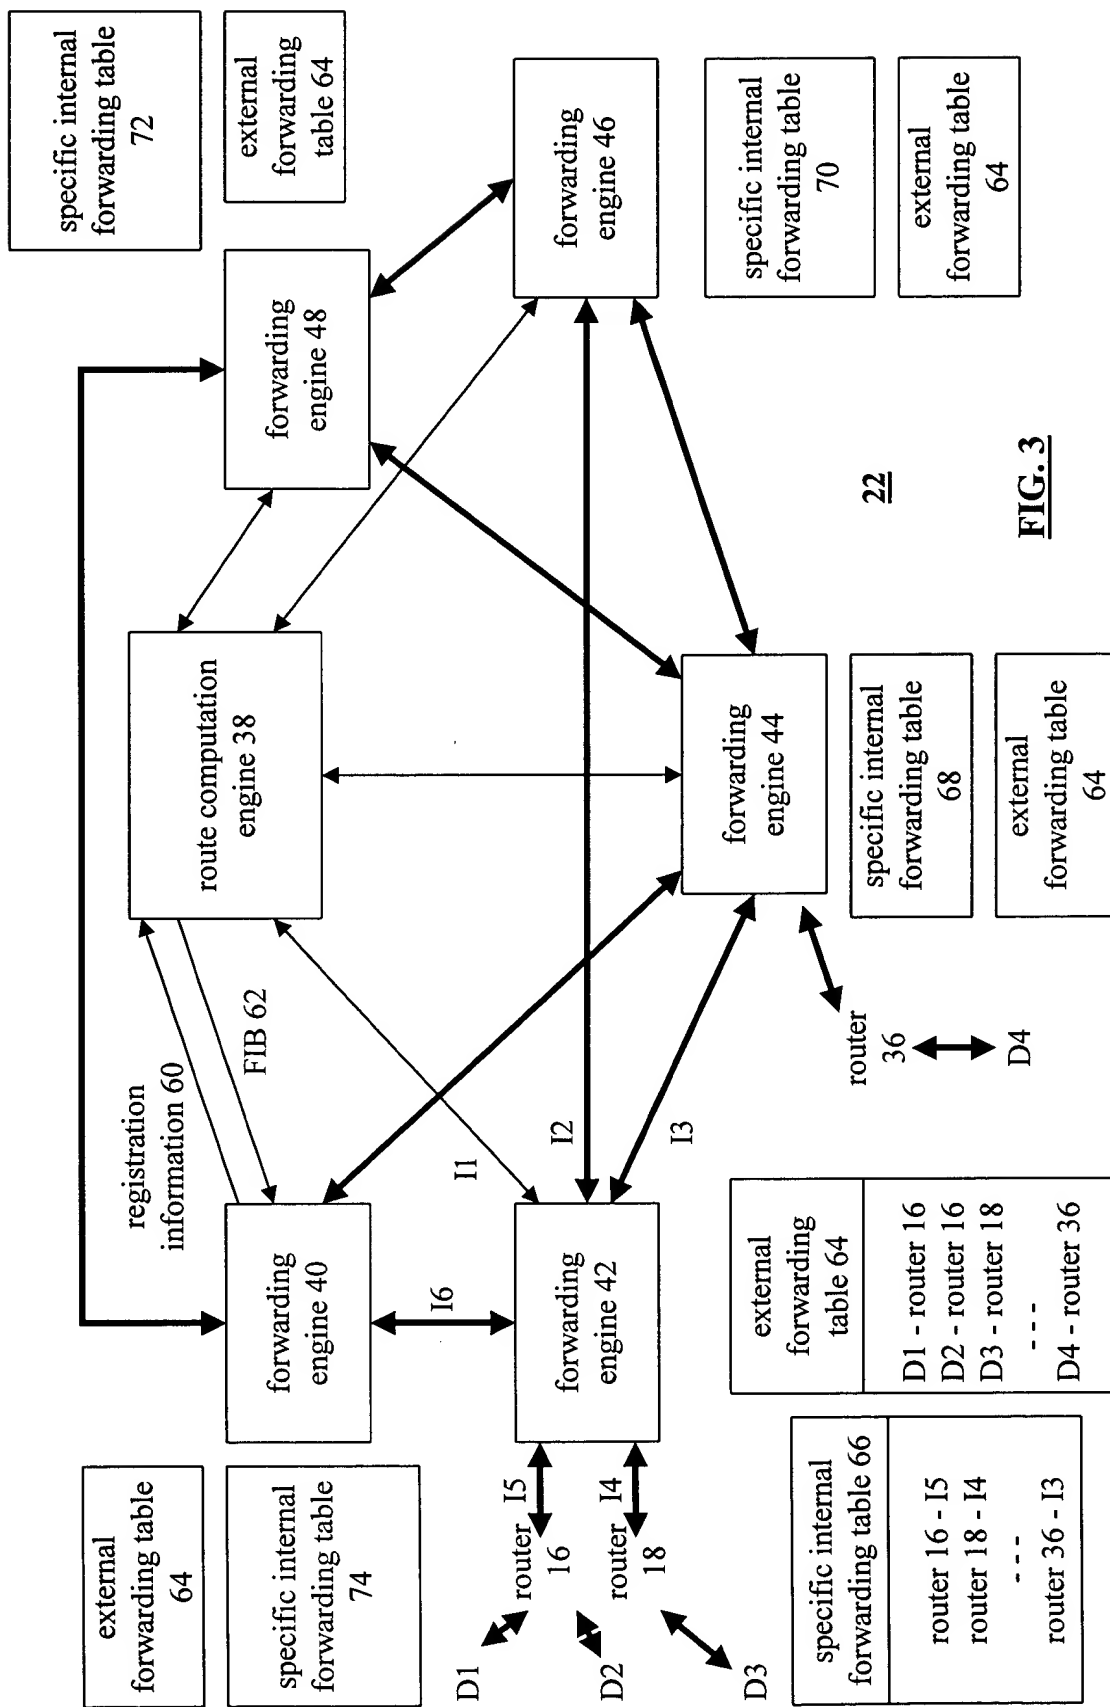 external
forwarding table
64
specific internal
forwarding table
74
registration
information 60
FIB 62
route computation
engine 38
specific internal
forwarding table
72
external
forwarding
table 64
forwarding
engine 40
forwarding
engine 48
I6
I1
I2
I3
forwarding
engine 42
forwarding
engine 46
D1
D2
D3
router
16
I5
router
18
I4
forwarding
engine 44
specific internal
forwarding table
70
external
forwarding table
64
specific internal
forwarding table 66
router 16 - I5
router 18 - I4
- - -
router 36 - I3
external
forwarding
table 64
D1 - router 16
D2 - router 16
D3 - router 18
- - -
D4 - router 36
router
36
D4
specific internal
forwarding table
68
external
forwarding table
64
22
FIG. 3